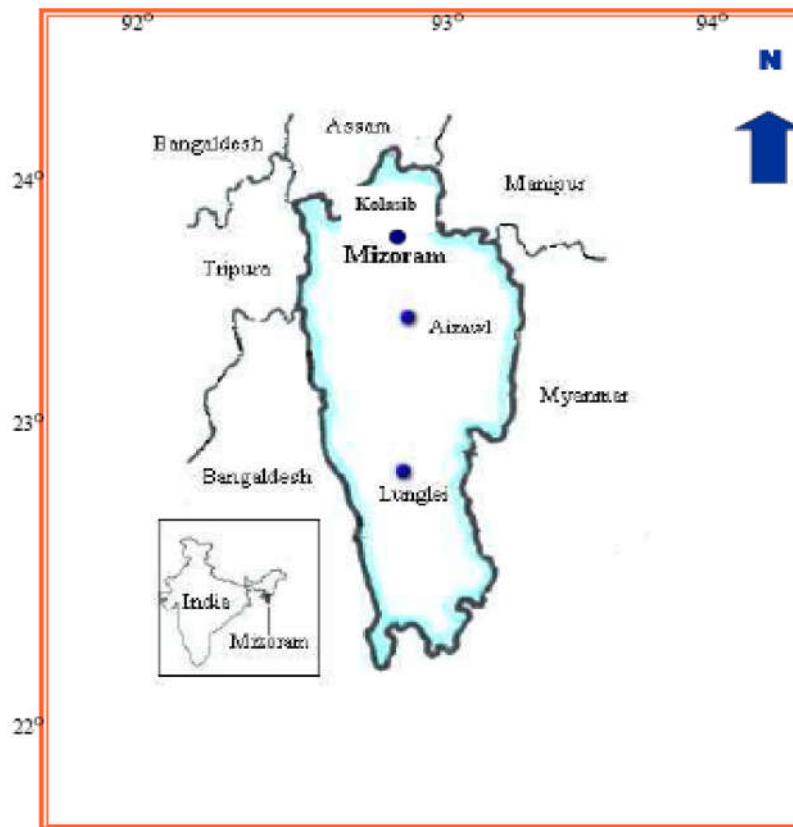 92°
93°
94°
N
Assam
Bangaldesh
24°
Manipur
Kolasib
Mizoram
Tripura
Aizawl
Myanmar
23°
Bangaldesh
Lunglei
India
Mizoram
22°